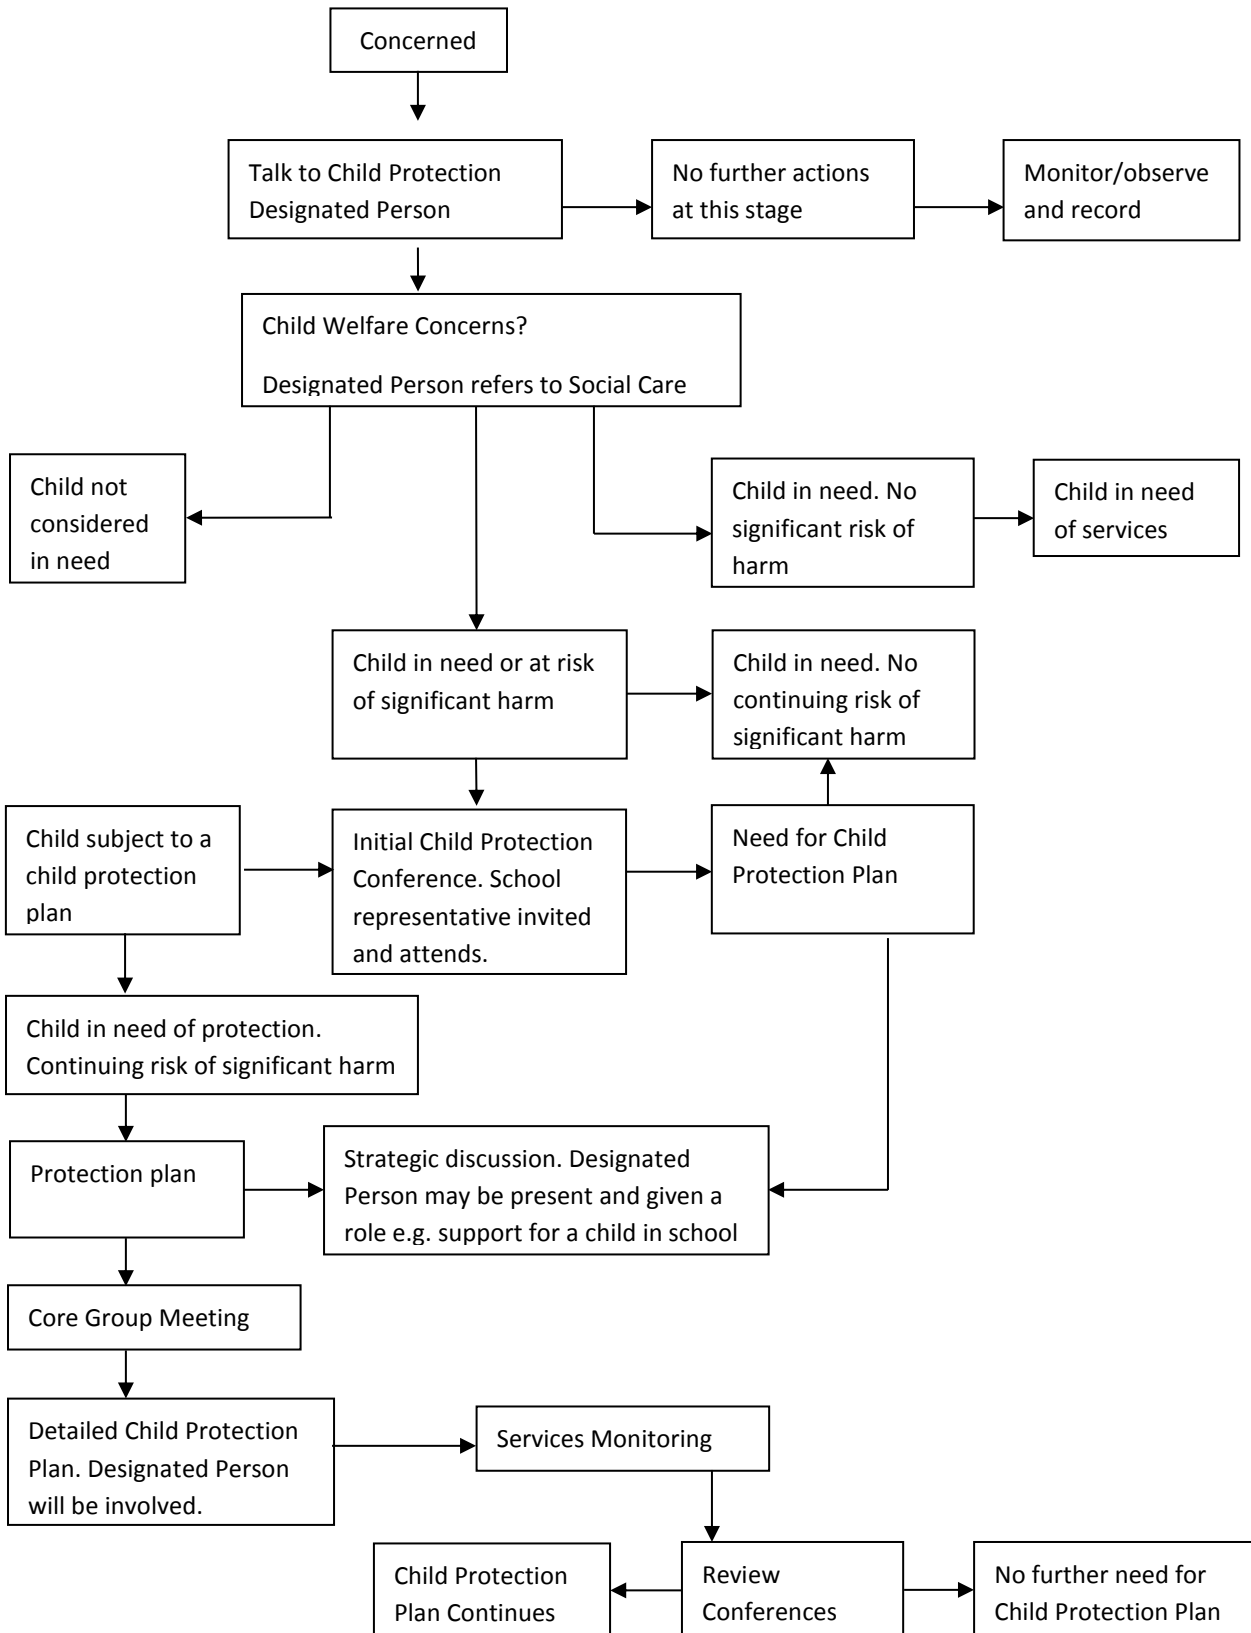 Concerned
Talk to Child Protection
Designated Person
No further actions
at this stage
Monitor/observe
and record
Child Welfare Concerns?
Designated Person refers to Social Care
Child not
considered
in need
Child in need. No
significant risk of
harm
Child in need
of services
Child in need or at risk
of significant harm
Child in need. No
continuing risk of
significant harm
Child subject to a
child protection
plan
Initial Child Protection
Conference. School
representative invited
and attends.
Need for Child
Protection Plan
Child in need of protection.
Continuing risk of significant harm
Protection plan
Strategic discussion. Designated
Person may be present and given a
role e.g. support for a child in school
Core Group Meeting
Detailed Child Protection
Plan. Designated Person
will be involved.
Services Monitoring
Child Protection
Plan Continues
Review
Conferences
No further need for
Child Protection Plan